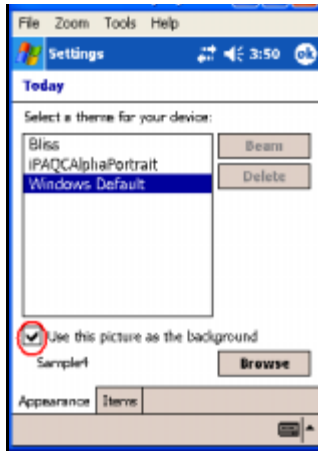 File Zoom Tools Help
Settings 3:50 ok
Today
Select a theme for your device:
Bliss
iPAQCAlphaPortrait
Windows Default
Beam
Delete
Use this picture as the background
Sample4
Browse
Appearance Items